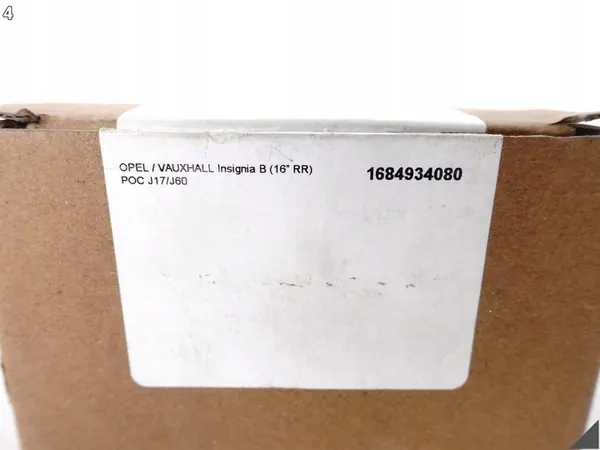 4
OPEL / VAUXHALL Insignia B (16" RR) 1684934080
POC J17/J60